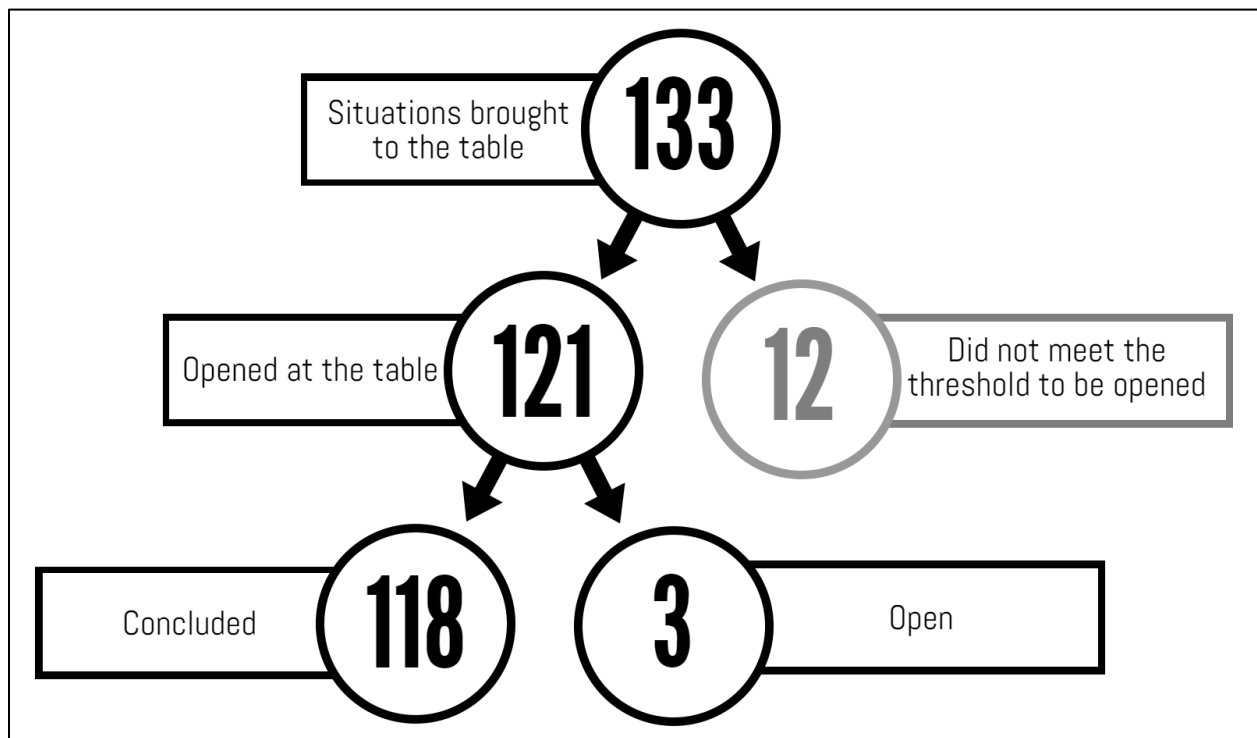 Situations brought
to the table
133
Opened at the table
121
12
Did not meet the
threshold to be opened
Concluded
118
3
Open